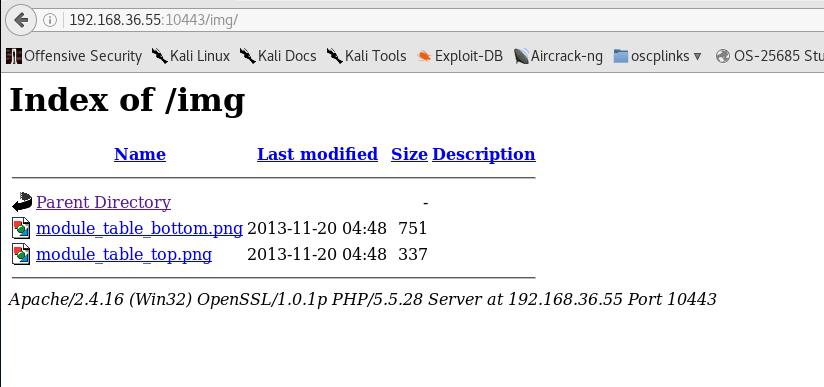 192.168.36.55:10443/img/
Offensive Security Kali Linux Kali Docs Kali Tools Exploit-DB Aircrack-ng oscplinks OS-25685 Stu
Index of /img
Name Last modified Size Description
Parent Directory -
module_table_bottom.png 2013-11-20 04:48 751
module_table_top.png 2013-11-20 04:48 337
Apache/2.4.16 (Win32) OpenSSL/1.0.1p PHP/5.5.28 Server at 192.168.36.55 Port 10443